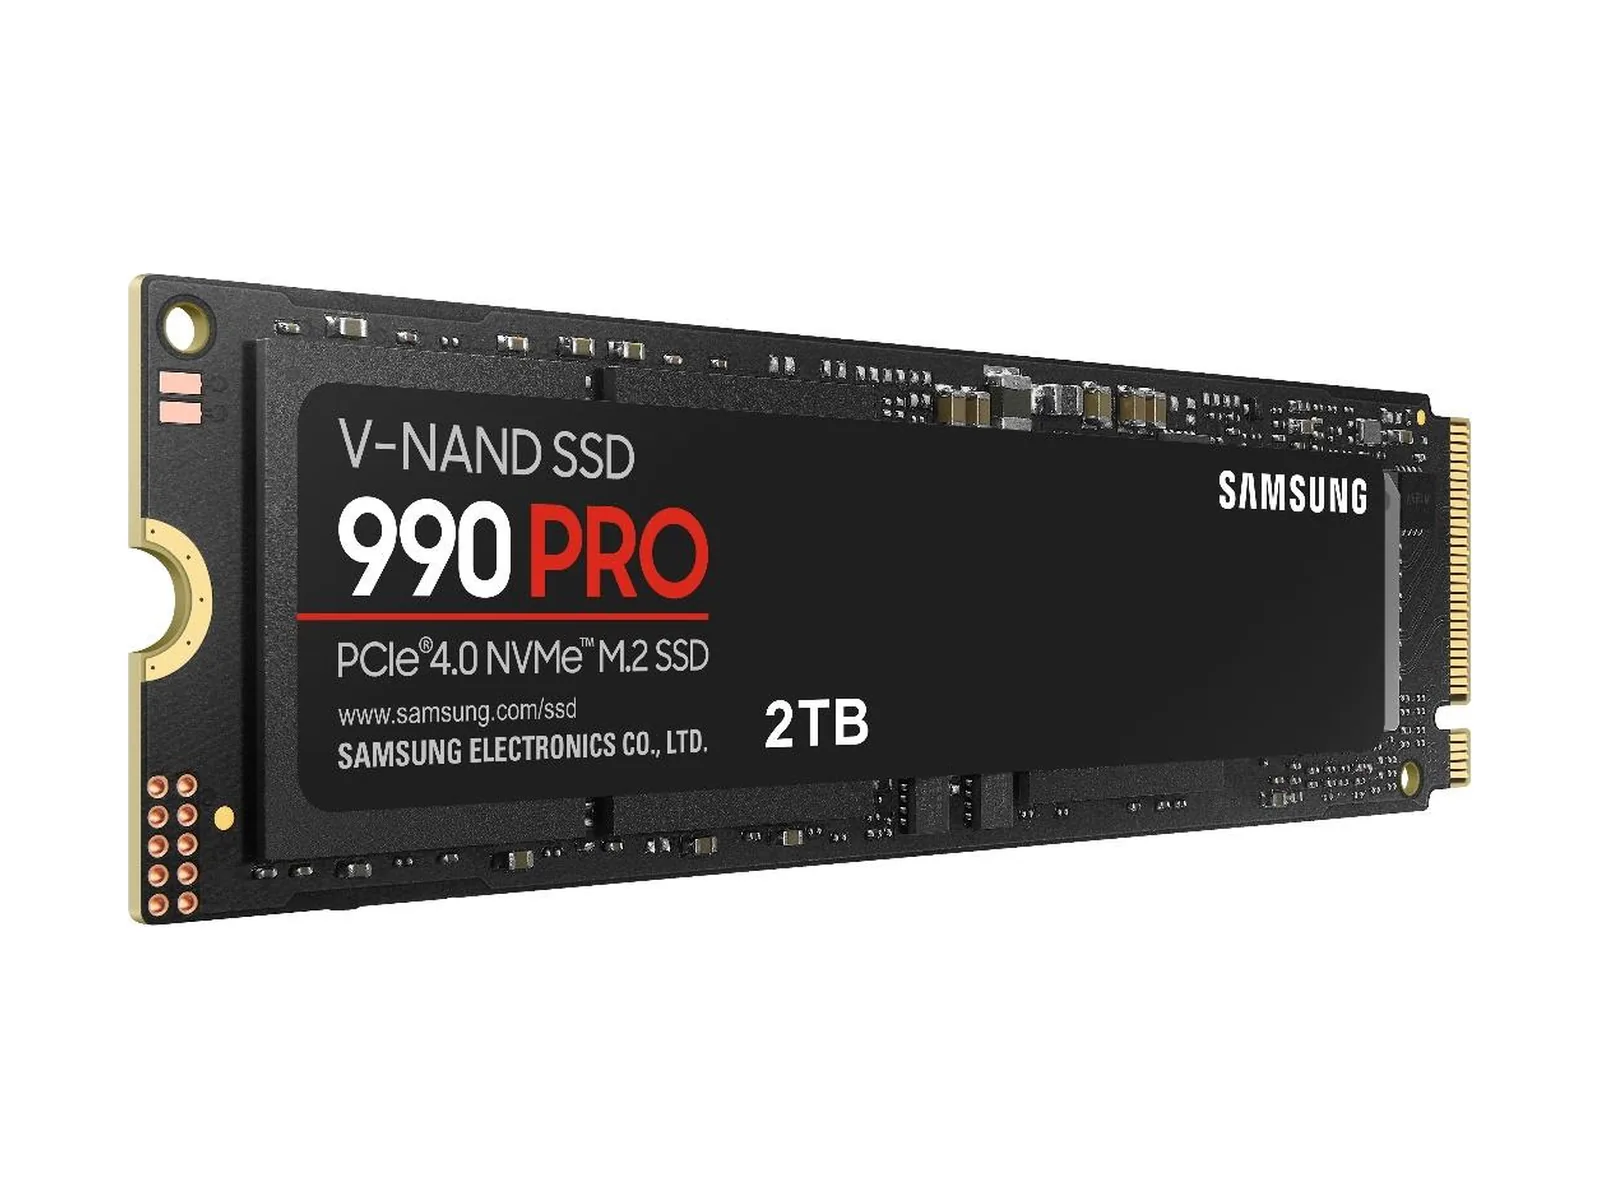 V-NAND SSD
990 PRO
PCIe®4.0 NVMe™ M.2 SSD
www.samsung.com/ssd
SAMSUNG ELECTRONICS CO., LTD.
2TB
SAMSUNG